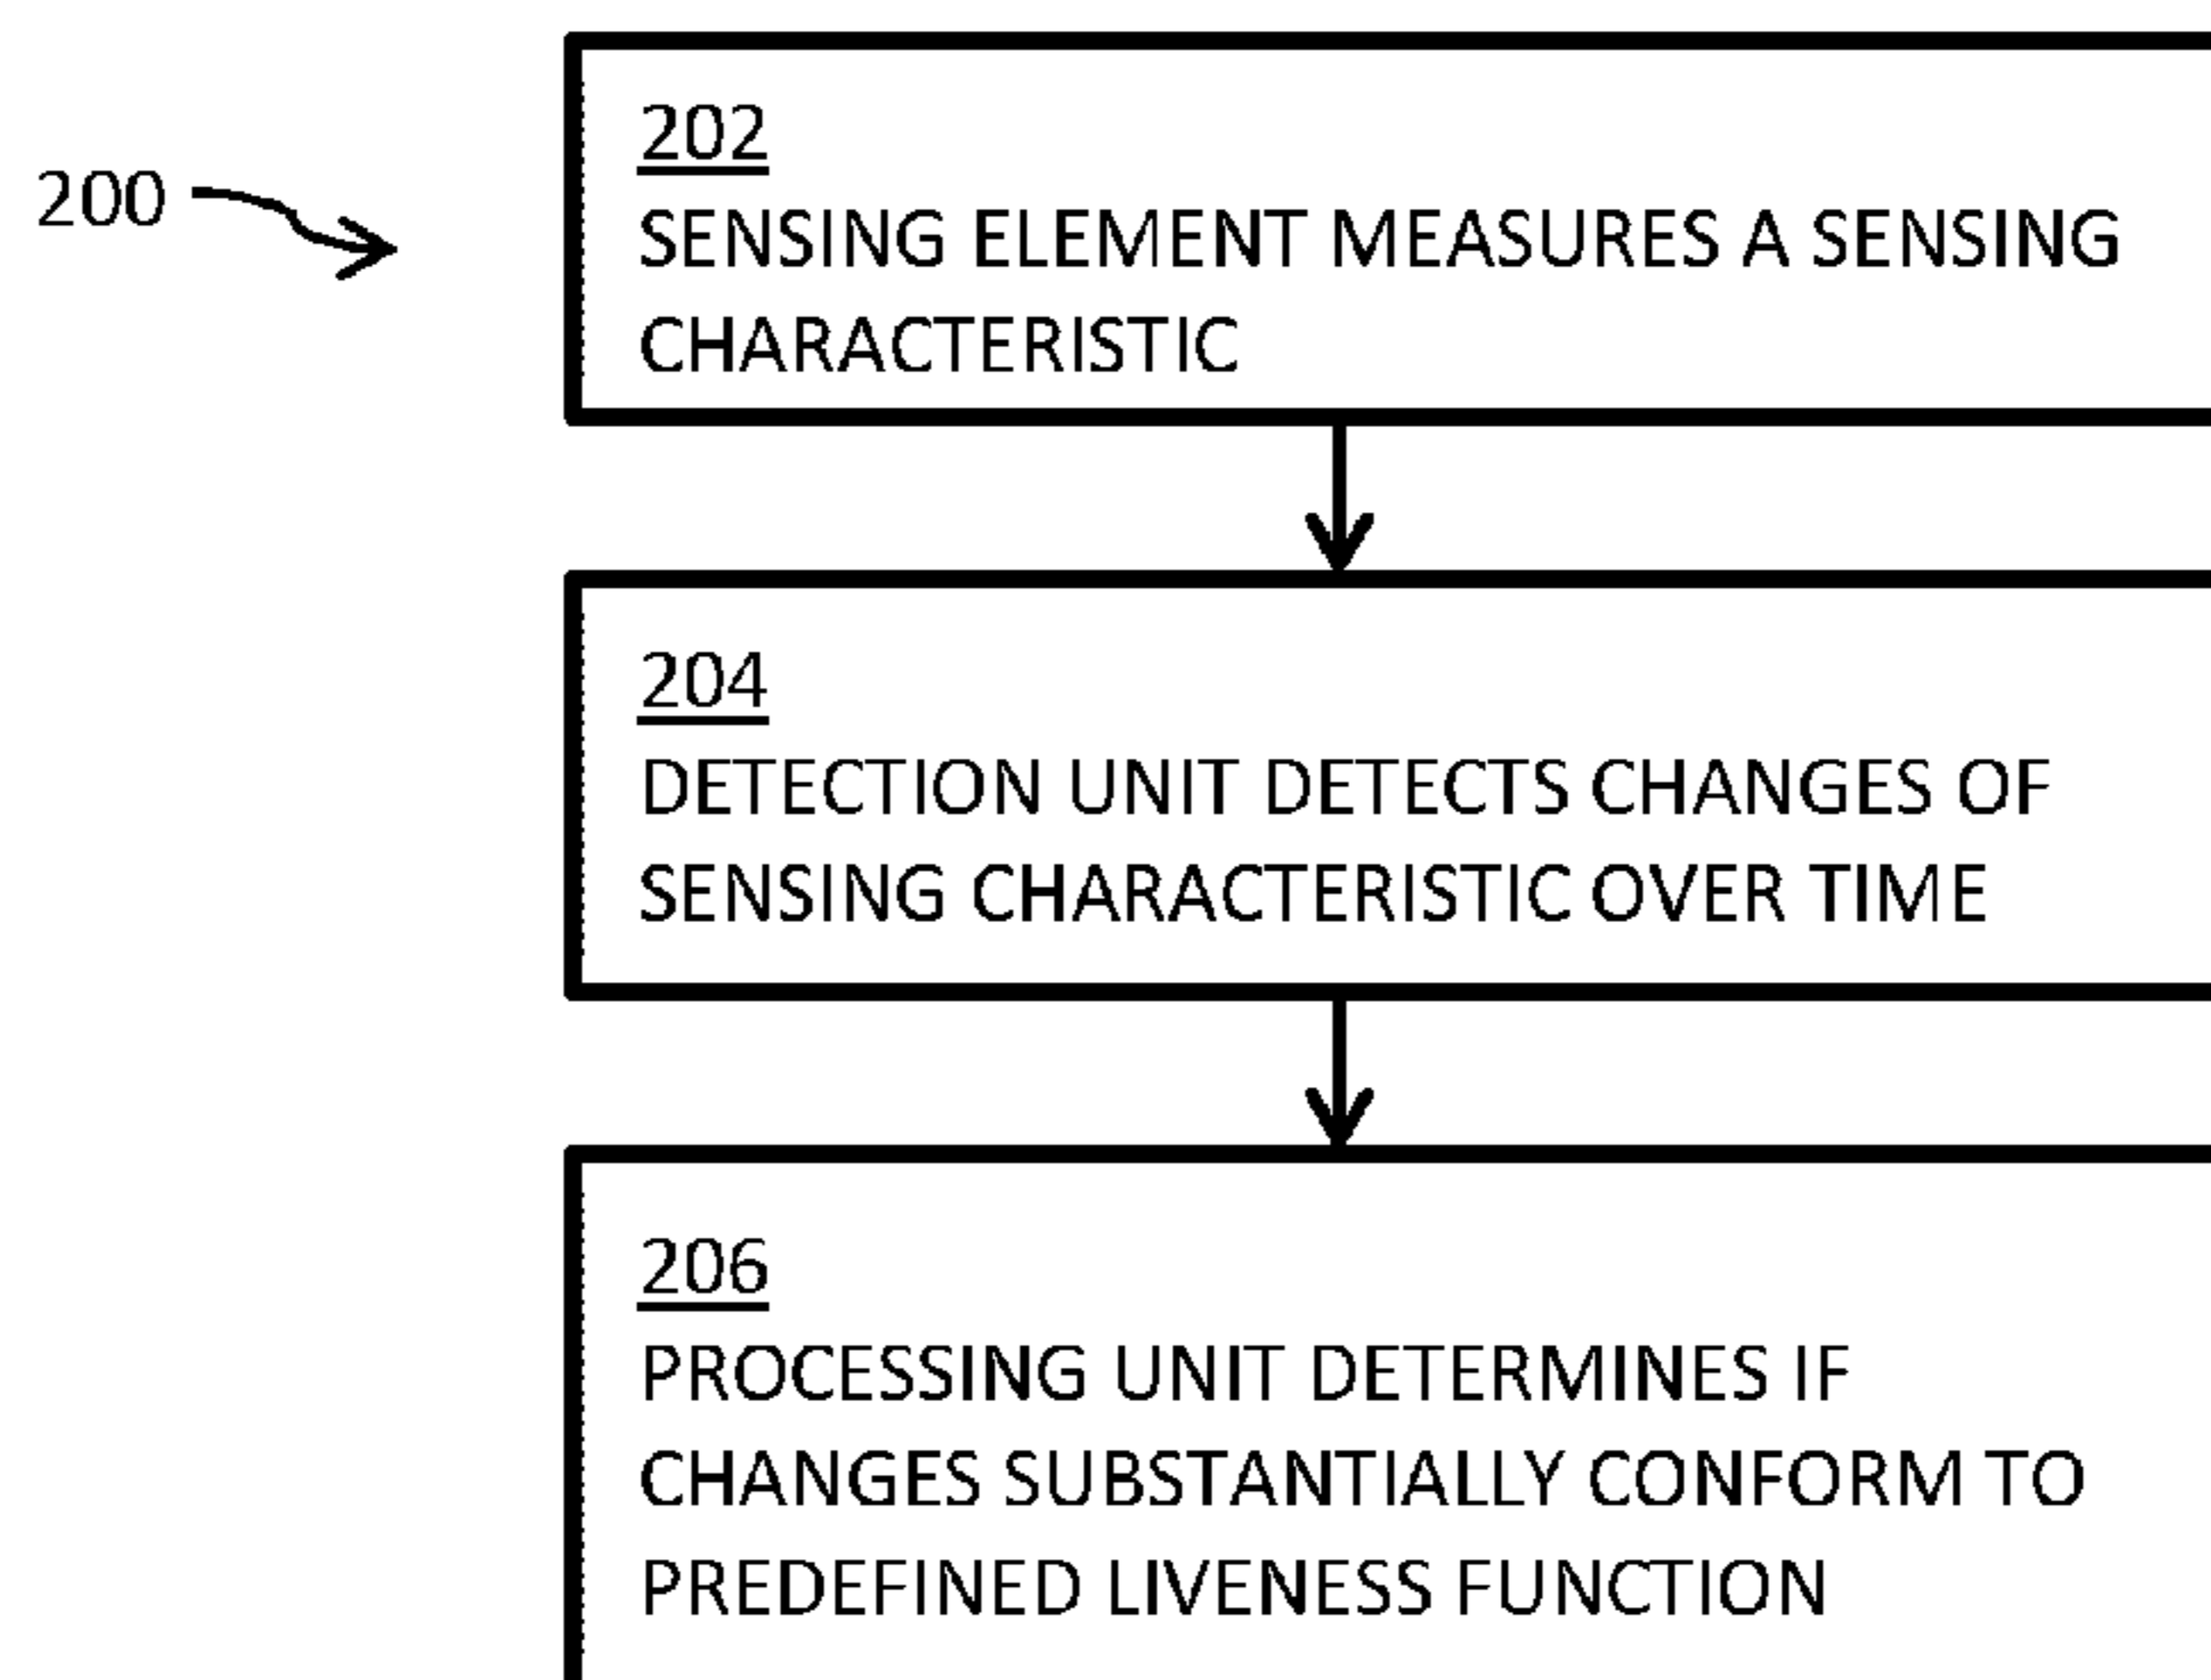 200
202
SENSING ELEMENT MEASURES A SENSING
CHARACTERISTIC
204
DETECTION UNIT DETECTS CHANGES OF
SENSING CHARACTERISTIC OVER TIME
206
PROCESSING UNIT DETERMINES IF
CHANGES SUBSTANTIALLY CONFORM TO
PREDEFINED LIVENESS FUNCTION